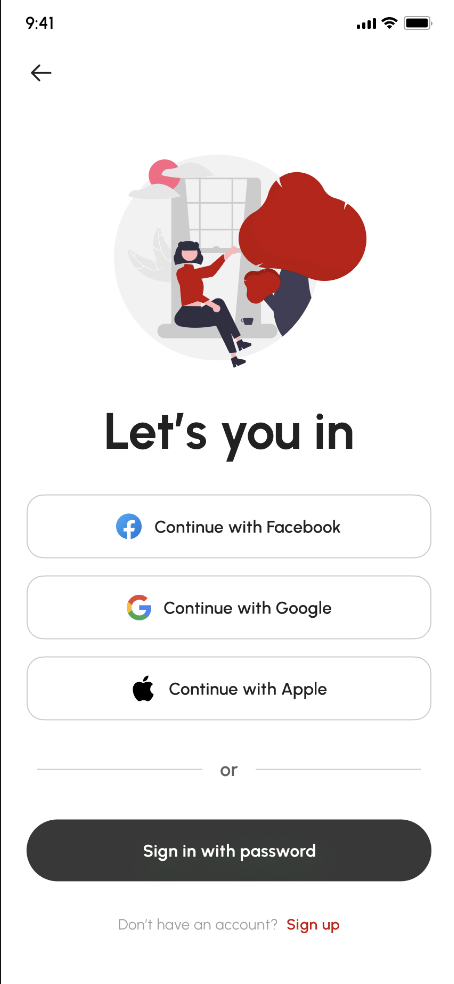 9:41
Let's you in
Continue with Facebook
Continue with Google
Continue with Apple
or
Sign in with password
Don't have an account? Sign up